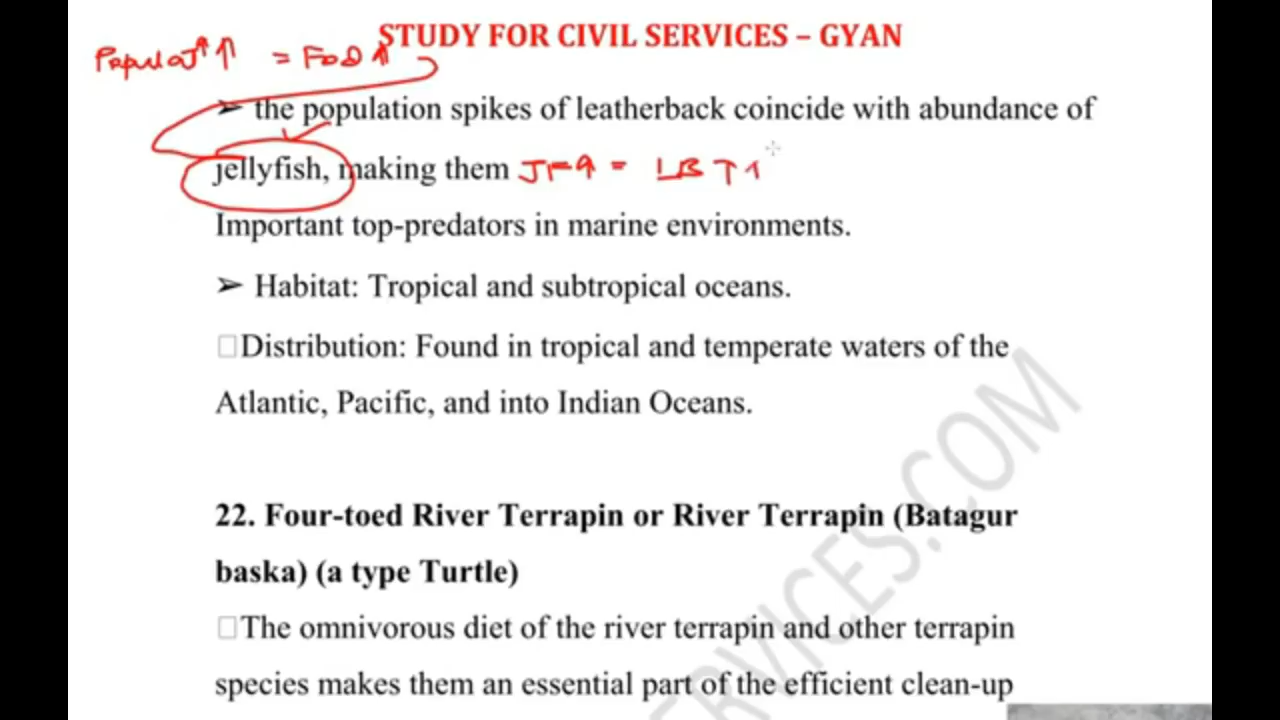 STUDY FOR CIVIL SERVICES – GYAN
= FOOD ↑
➤ the population spikes of leatherback coincide with abundance of
jellyfish, making them JF↑ = LBT↑
Important top-predators in marine environments.
➤ Habitat: Tropical and subtropical oceans.
□Distribution: Found in tropical and temperate waters of the
Atlantic, Pacific, and into Indian Oceans.
22. Four-toed River Terrapin or River Terrapin (Batagur
baska) (a type Turtle)
□The omnivorous diet of the river terrapin and other terrapin
species makes them an essential part of the efficient clean-up
SERVICES.COM